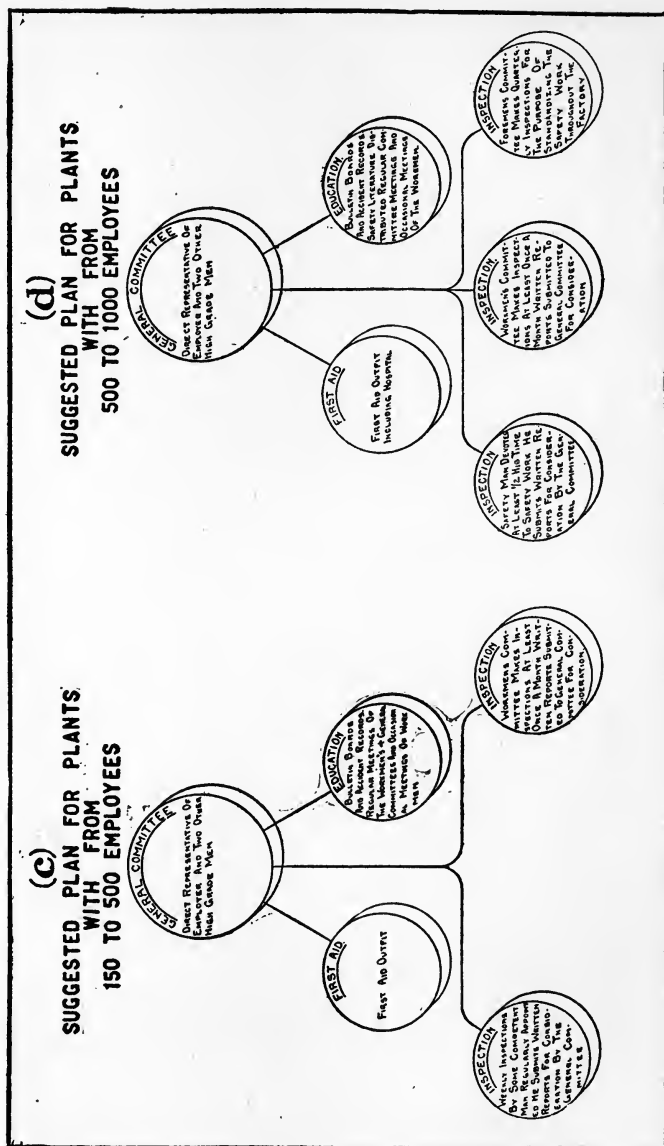 (c)
SUGGESTED PLAN FOR PLANTS
WITH FROM
150 TO 500 EMPLOYEES
GENERAL COMMITTEE
DIRECT REPRESENTATIVE OF
EMPLOYER AND TWO OTHER
HIGH GRADE MEN
FIRST AID
FIRST AID OUTFIT
EDUCATION
BULLETIN BOARDS
AND ACCIDENT RECORDS
REGULAR MEETINGS OF
THE WORKMEN'S & GENERAL
COMMITTEES AND OCCASION
AL MEETINGS OF WORK
MEN
INSPECTION
WEEKLY INSPECTIONS
BY SOME COMPETENT
MAN REGULARLY APPOINT
ED HE SUBMITS WRITTEN
REPORTS FOR CONSID-
ERATION BY THE
GENERAL COM-
MITTEE
INSPECTION
WORKMENS COM-
MITTEE MAKES IN-
SPECTIONS AT LEAST
ONCE A MONTH WRIT-
TEN REPORTS SUBMIT-
ED TO GENERAL COM-
MITTEE FOR CON-
SIDERATION
(d)
SUGGESTED PLAN FOR PLANTS
WITH FROM
500 TO 1000 EMPLOYEES
GENERAL COMMITTEE
DIRECT REPRESENTATIVE OF
EMPLOYER AND TWO OTHER
HIGH GRADE MEN
FIRST AID
FIRST AID OUTFIT
INCLUDING HOSPITAL
EDUCATION
BULLETIN BOARDS
AND ACCIDENT RECORDS
SAFETY LITERATURE DIS-
TRIBUTED REGULAR COM-
MITTEE MEETINGS AND
OCCASIONAL MEETINGS
OF THE WORKMEN
INSPECTION
SAFETY MAN DEVOTES
AT LEAST 1/2 HIS TIME
TO SAFETY WORK HE
SUBMITS WRITTEN RE-
PORTS FOR CONSIDER-
ATION BY THE GEN-
ERAL COMMITTEE
INSPECTION
WORKMENS COMMIT-
TEE MAKES INSPECT-
IONS AT LEAST ONCE A
MONTH WRITTEN RE-
PORTS SUBMITTED TO
GENERAL COMMITTEE
FOR CONSIDER-
ATION
INSPECTION
FOREMENS COMMIT-
TEE MAKES QUARTER-
LY INSPECTIONS FOR
THE PURPOSE OF
STANDARDIZING THE
SAFETY WORK
THROUGHOUT THE
FACTORY